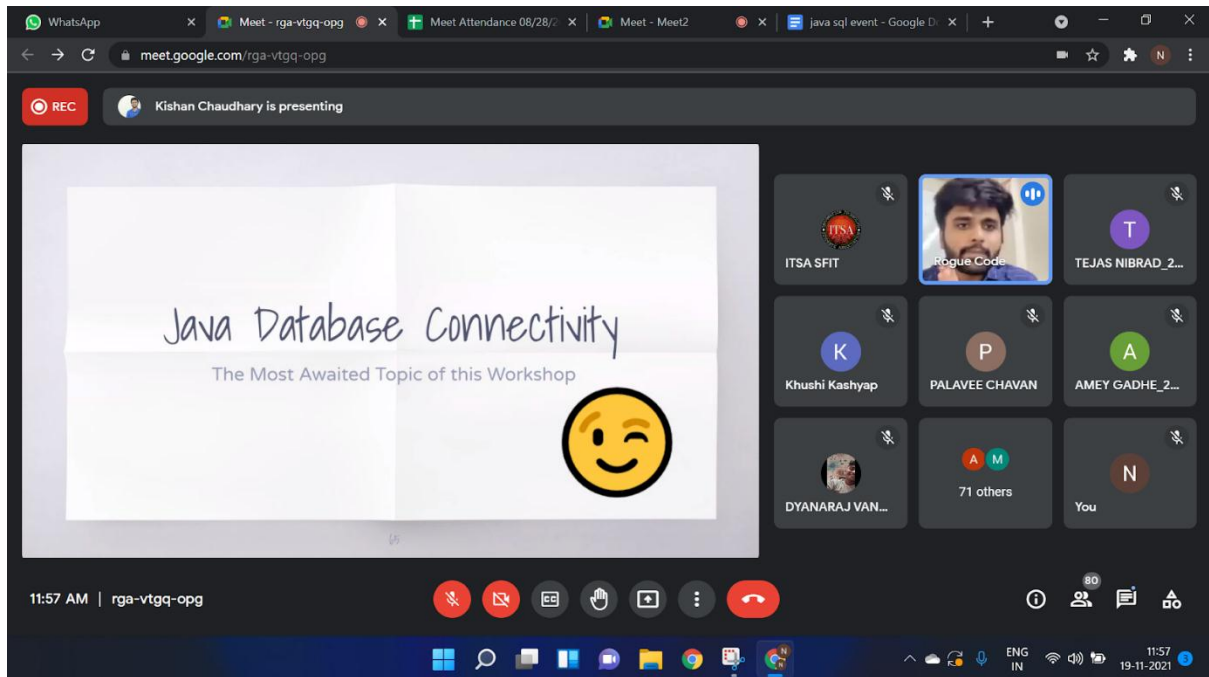 WhatsApp
Meet - rga-vtgq-opg
Meet Attendance 08/28/2
Meet - Meet2
java sql event - Google D
N
meet.google.com/rga-vtgq-opg
REC
Kishan Chaudhary is presenting
Java Database Connectivity
The Most Awaited Topic of this Workshop
ITSA
ITSA SFIT
Rogue Code
T
TEJAS NIBRAD_2...
K
Khushi Kashyap
P
PALAVEE CHAVAN
A
AMEY GADHE_2...
DYANARAJ VAN...
A M
71 others
N
You
11:57 AM | rga-vtgq-opg
CC
80
ENG
IN
11:57
19-11-2021
3